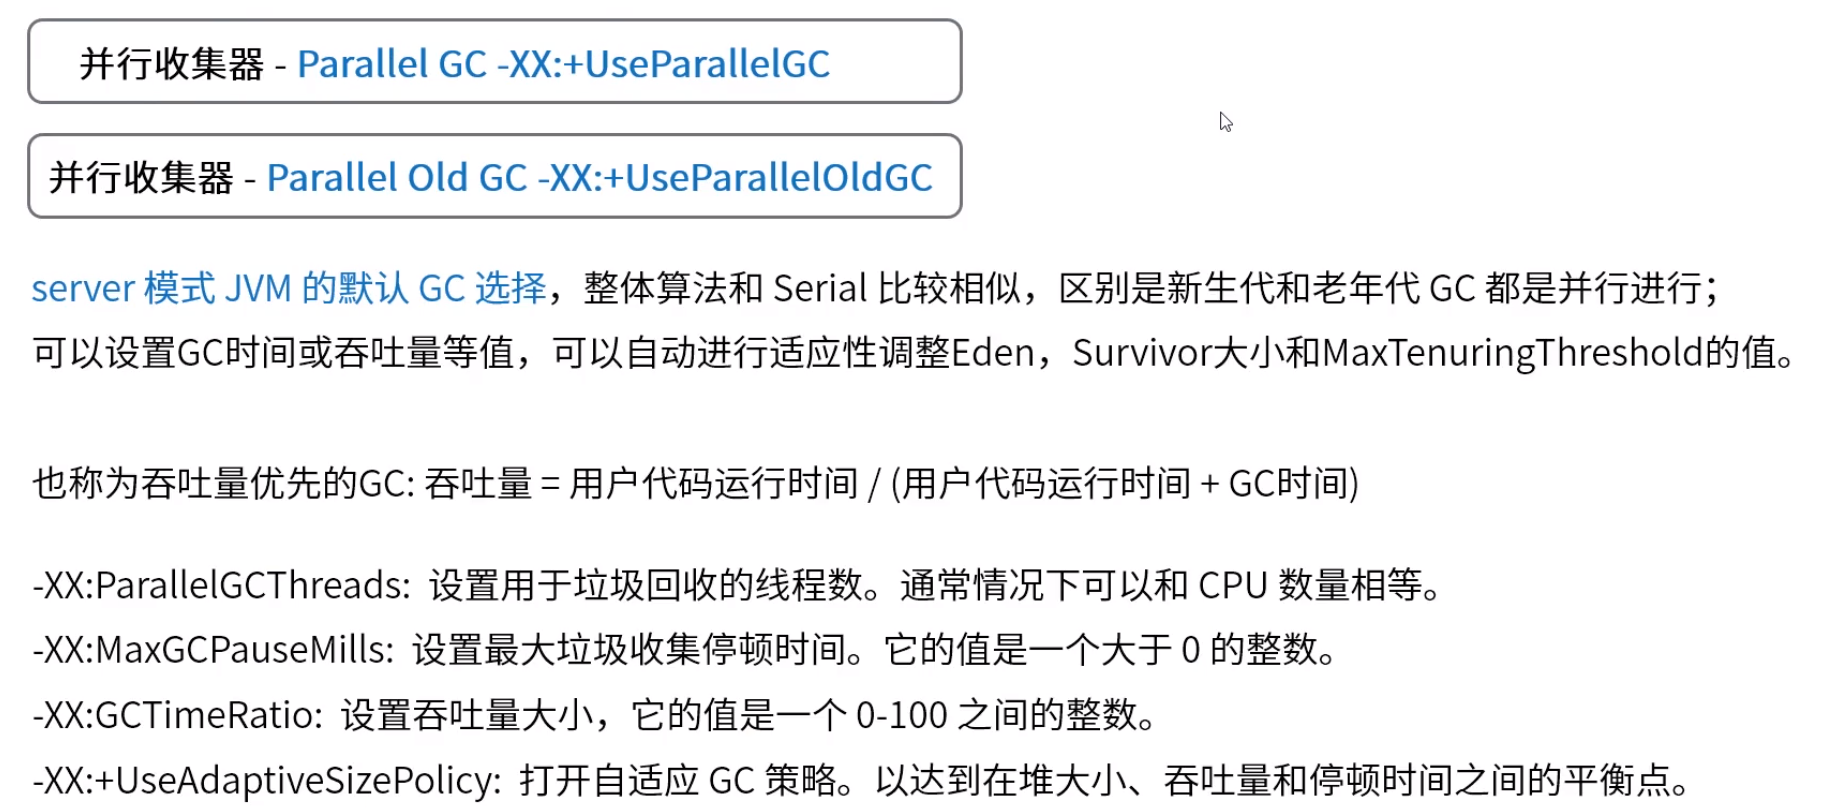 并行收集器 - Parallel GC -XX:+UseParallelGC
并行收集器 - Parallel Old GC -XX:+UseParallelOldGC
server 模式 JVM 的默认 GC 选择，整体算法和 Serial 比较相似，区别是新生代和老年代 GC 都是并行进行；
可以设置GC时间或吞吐量等值，可以自动进行适应性调整Eden，Survivor大小和MaxTenuringThreshold的值。
也称为吞吐量优先的GC: 吞吐量 = 用户代码运行时间 / (用户代码运行时间 + GC时间)
-XX:ParallelGCThreads: 设置用于垃圾回收的线程数。通常情况下可以和 CPU 数量相等。
-XX:MaxGCPauseMills: 设置最大垃圾收集停顿时间。它的值是一个大于 0 的整数。
-XX:GCTimeRatio: 设置吞吐量大小，它的值是一个 0-100 之间的整数。
-XX:+UseAdaptiveSizePolicy: 打开自适应 GC 策略。以达到在堆大小、吞吐量和停顿时间之间的平衡点。